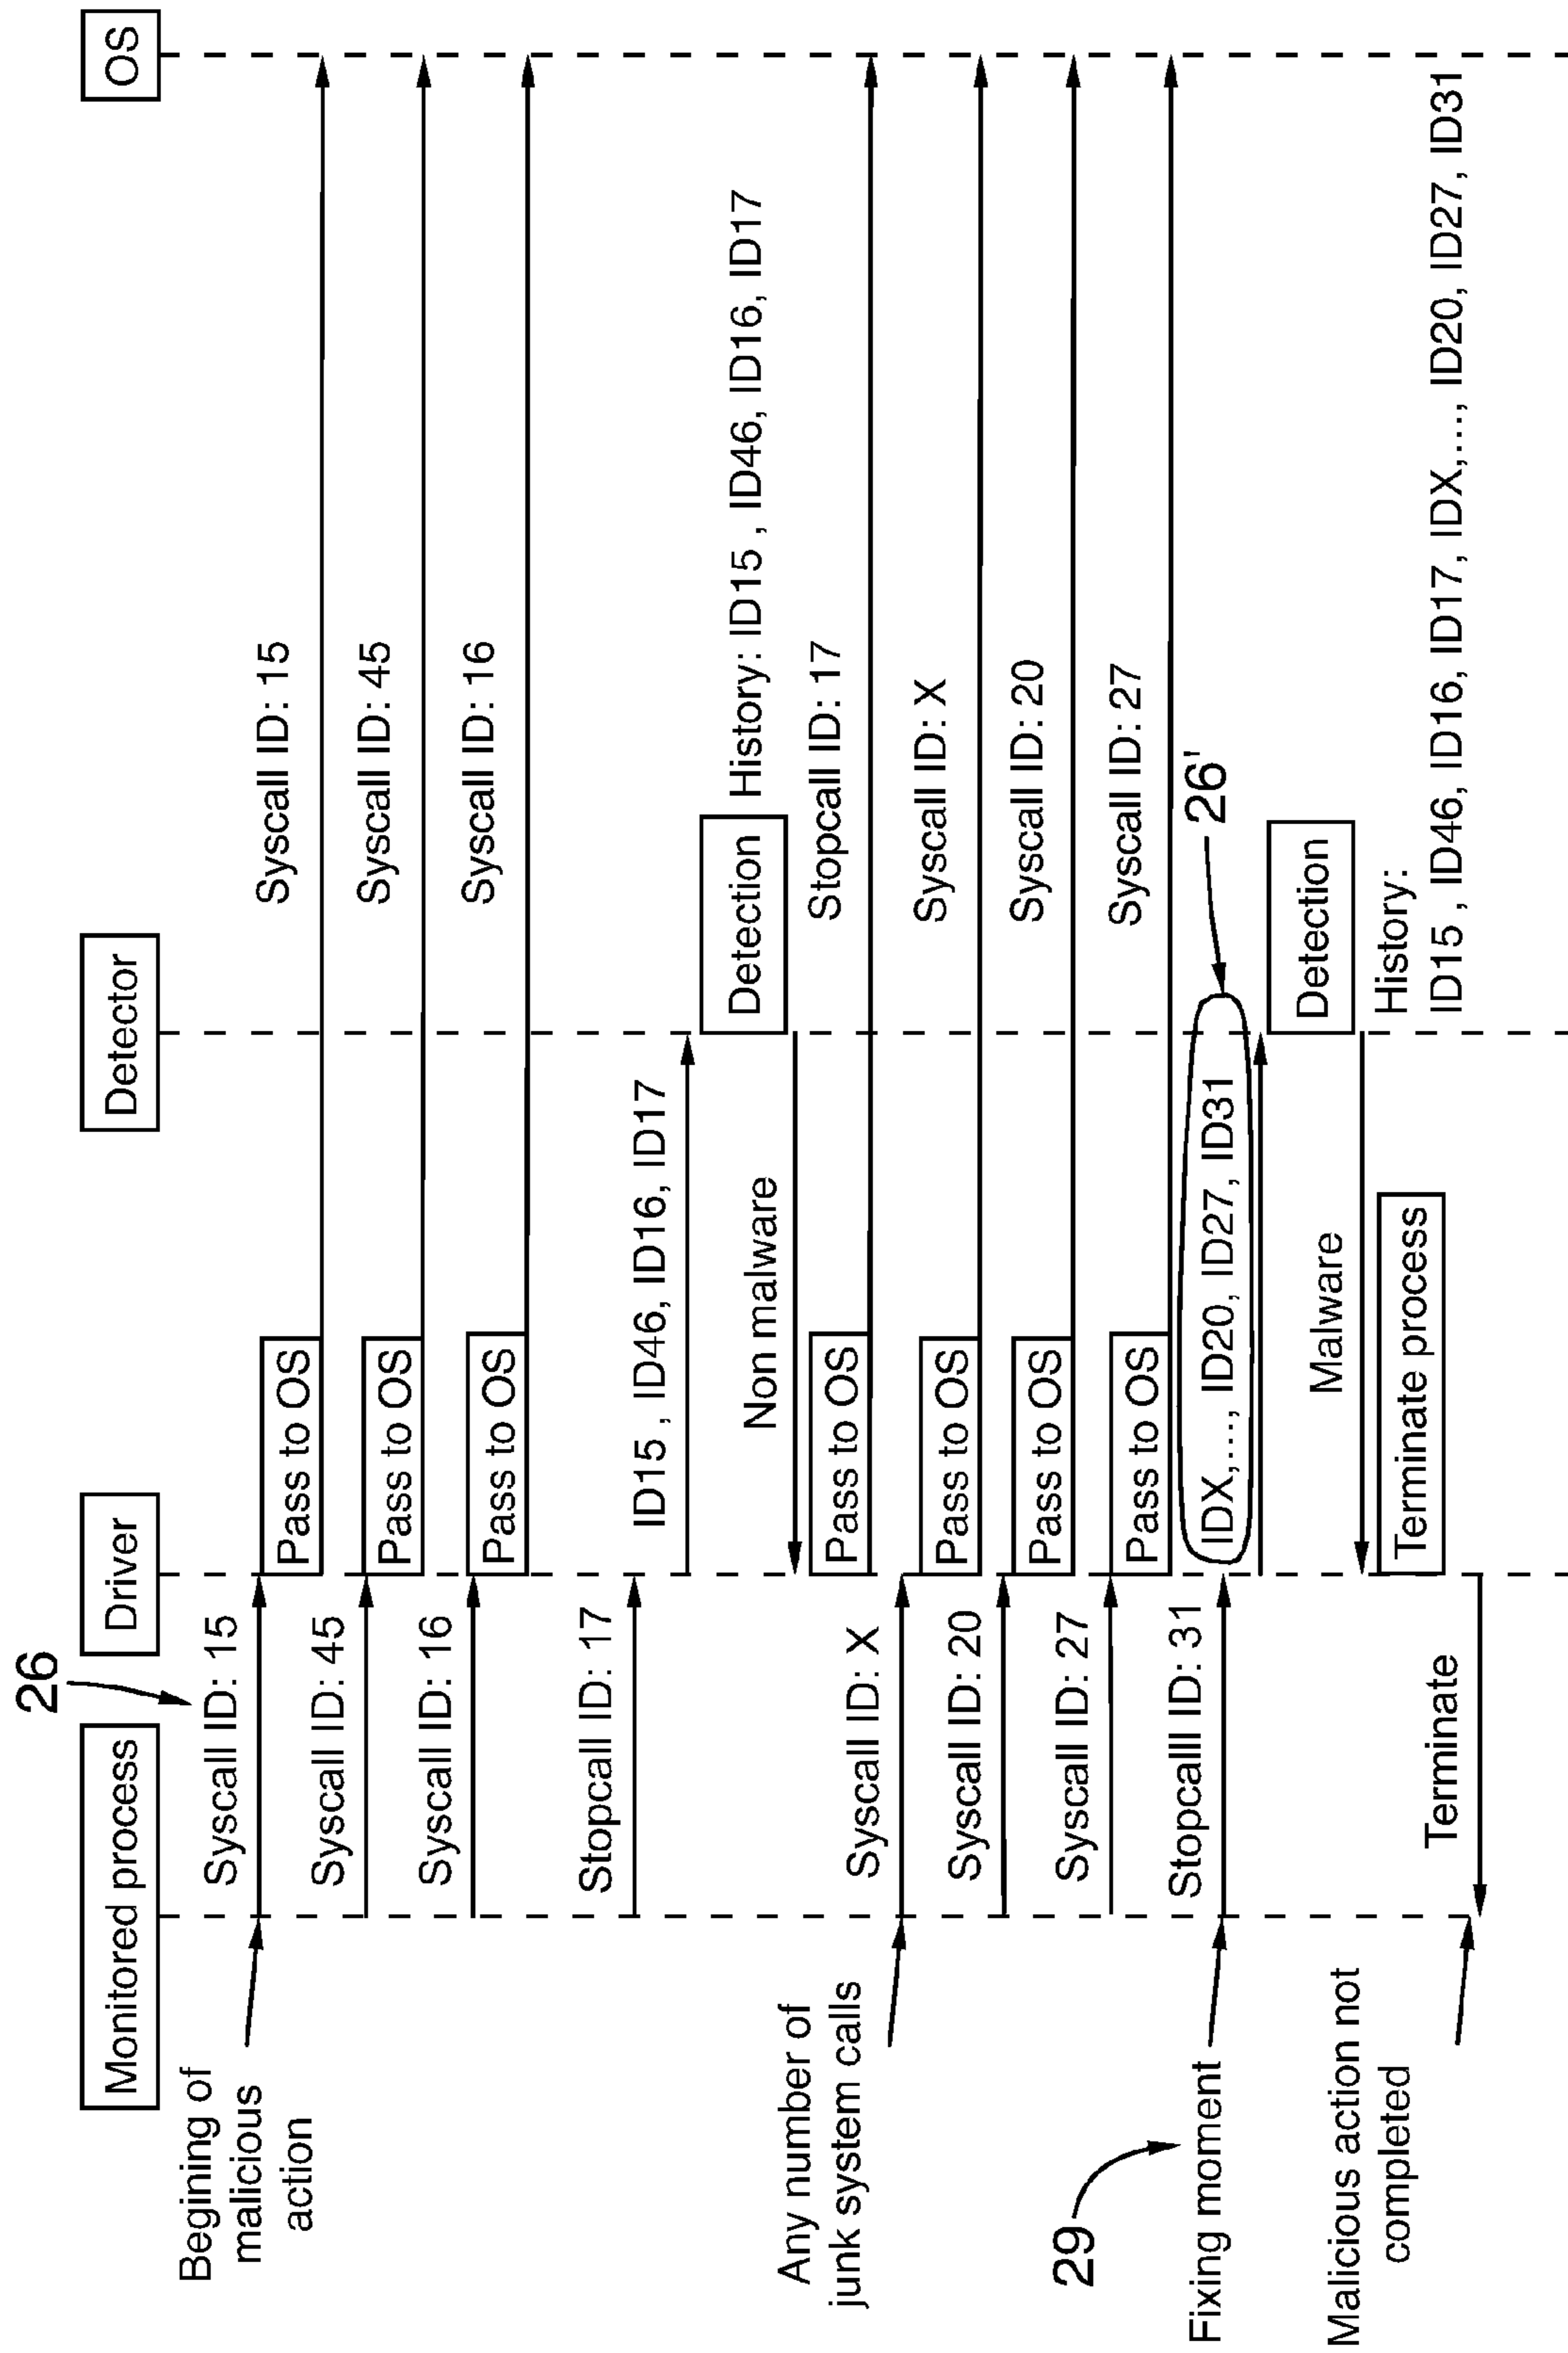 Monitored process
26
Driver
Detector
OS
Begining of
malicious
action
Syscall ID: 15
Pass to OS
Syscall ID: 15
Syscall ID: 45
Pass to OS
Syscall ID: 45
Syscall ID: 16
Pass to OS
Syscall ID: 16
Stopcall ID: 17
ID15 , ID46, ID16, ID17
Detection
History: ID15 , ID46, ID16, ID17
Non malware
Pass to OS
Stopcall ID: 17
Any number of
junk system calls
Syscall ID: X
Pass to OS
Syscall ID: X
Syscall ID: 20
Pass to OS
Syscall ID: 20
Syscall ID: 27
Pass to OS
Syscall ID: 27
29
Fixing moment
Stopcalll ID: 31
IDX,..., ID20, ID27, ID31
26'
Detection
Malware
History:
ID15 , ID46, ID16, ID17, IDX,..., ID20, ID27, ID31
Terminate process
Malicious action not
completed
Terminate